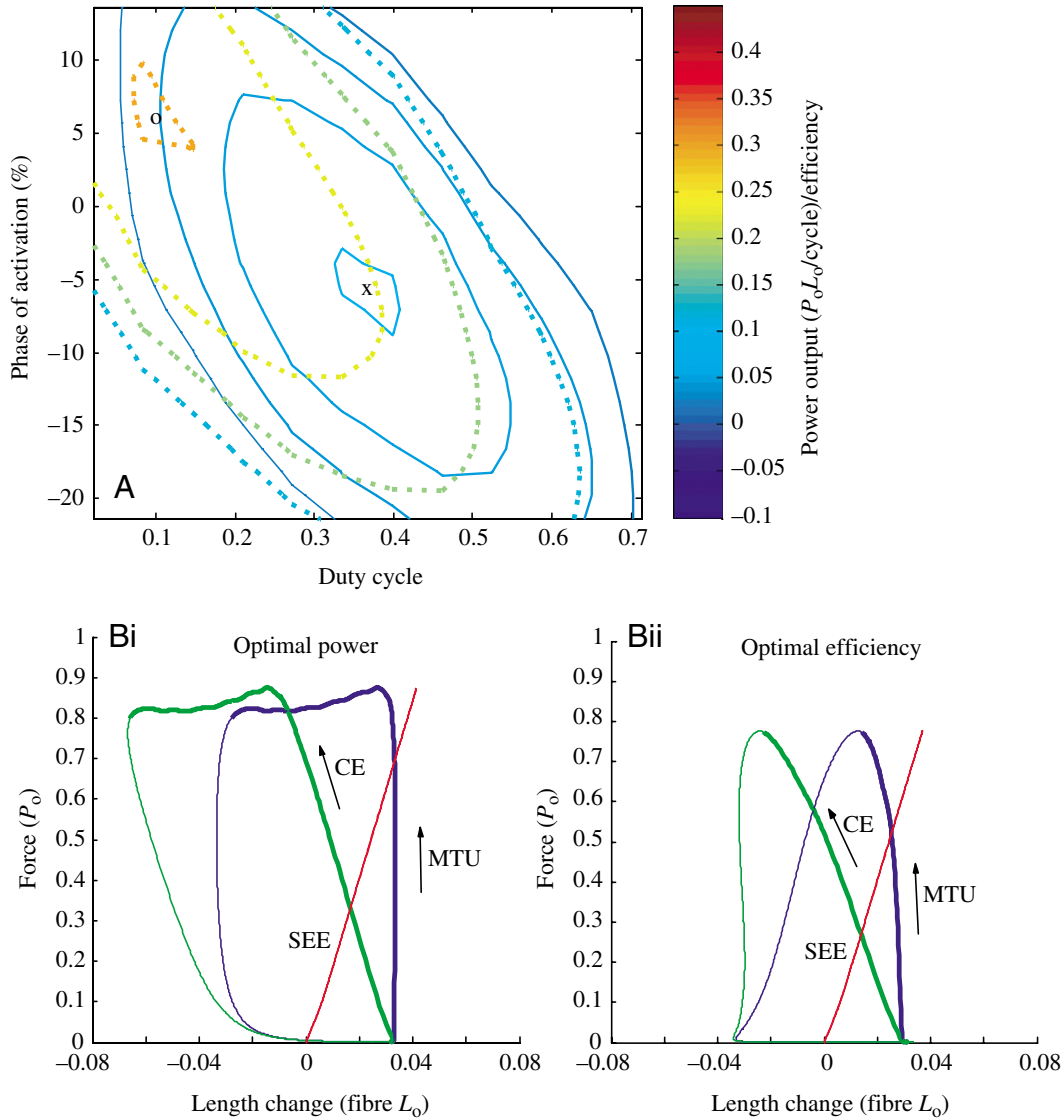 10
5
0
–5
–10
–15
–20
Phase of activation (%)
o
x
A
0.1
0.2
0.3
0.4
0.5
0.6
0.7
Duty cycle
0.4
0.35
0.3
0.25
0.2
0.15
0.1
0.05
0
–0.05
–0.1
Power output (PoLo/cycle)/efficiency
Bi
Optimal power
1
0.9
0.8
0.7
0.6
0.5
0.4
0.3
0.2
0.1
0
Force (Po)
CE
MTU
SEE
–0.08
–0.04
0
0.04
0.08
Length change (fibre Lo)
Bii
Optimal efficiency
1
0.9
0.8
0.7
0.6
0.5
0.4
0.3
0.2
0.1
0
Force (Po)
CE
MTU
SEE
–0.08
–0.04
0
0.04
0.08
Length change (fibre Lo)